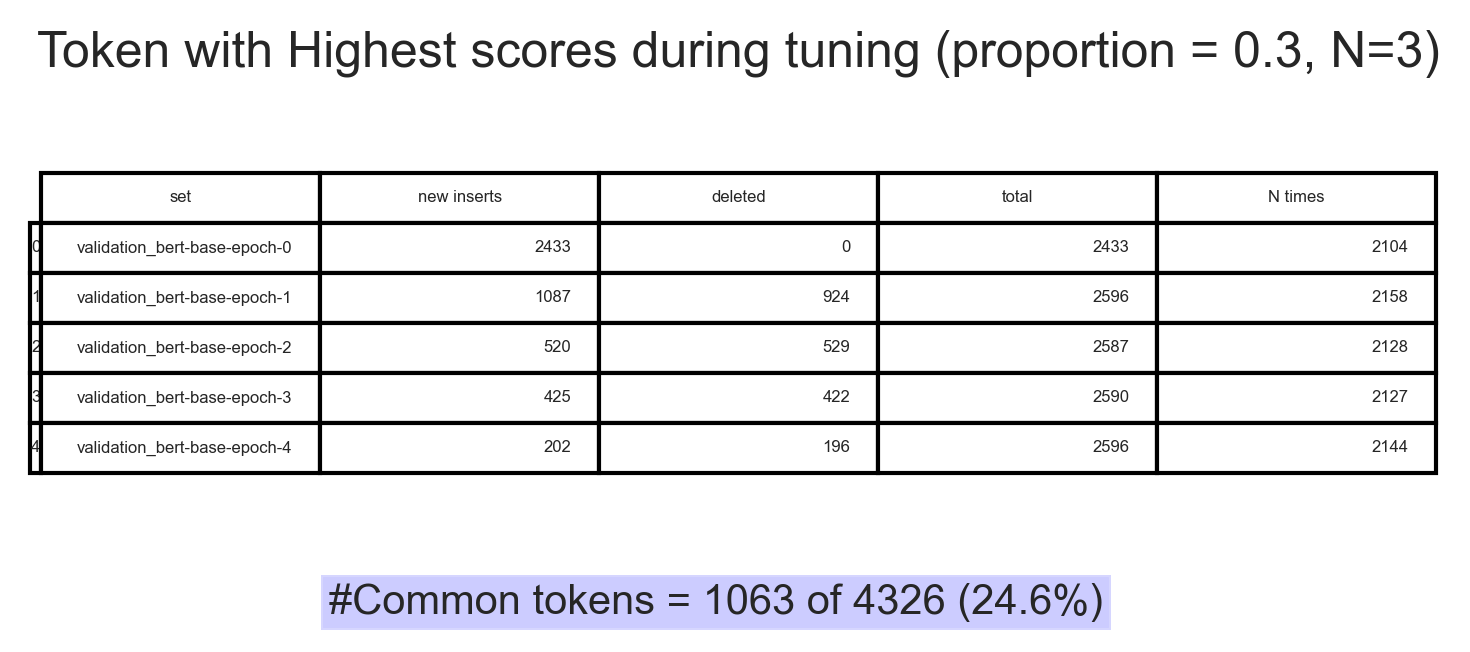 Token with Highest scores during tuning (proportion = 0.3, N=3)
set new inserts deleted total N times
0 validation_bert-base-epoch-0 2433 0 2433 2104
1 validation_bert-base-epoch-1 1087 924 2596 2158
2 validation_bert-base-epoch-2 520 529 2587 2128
3 validation_bert-base-epoch-3 425 422 2590 2127
4 validation_bert-base-epoch-4 202 196 2596 2144
#Common tokens = 1063 of 4326 (24.6%)